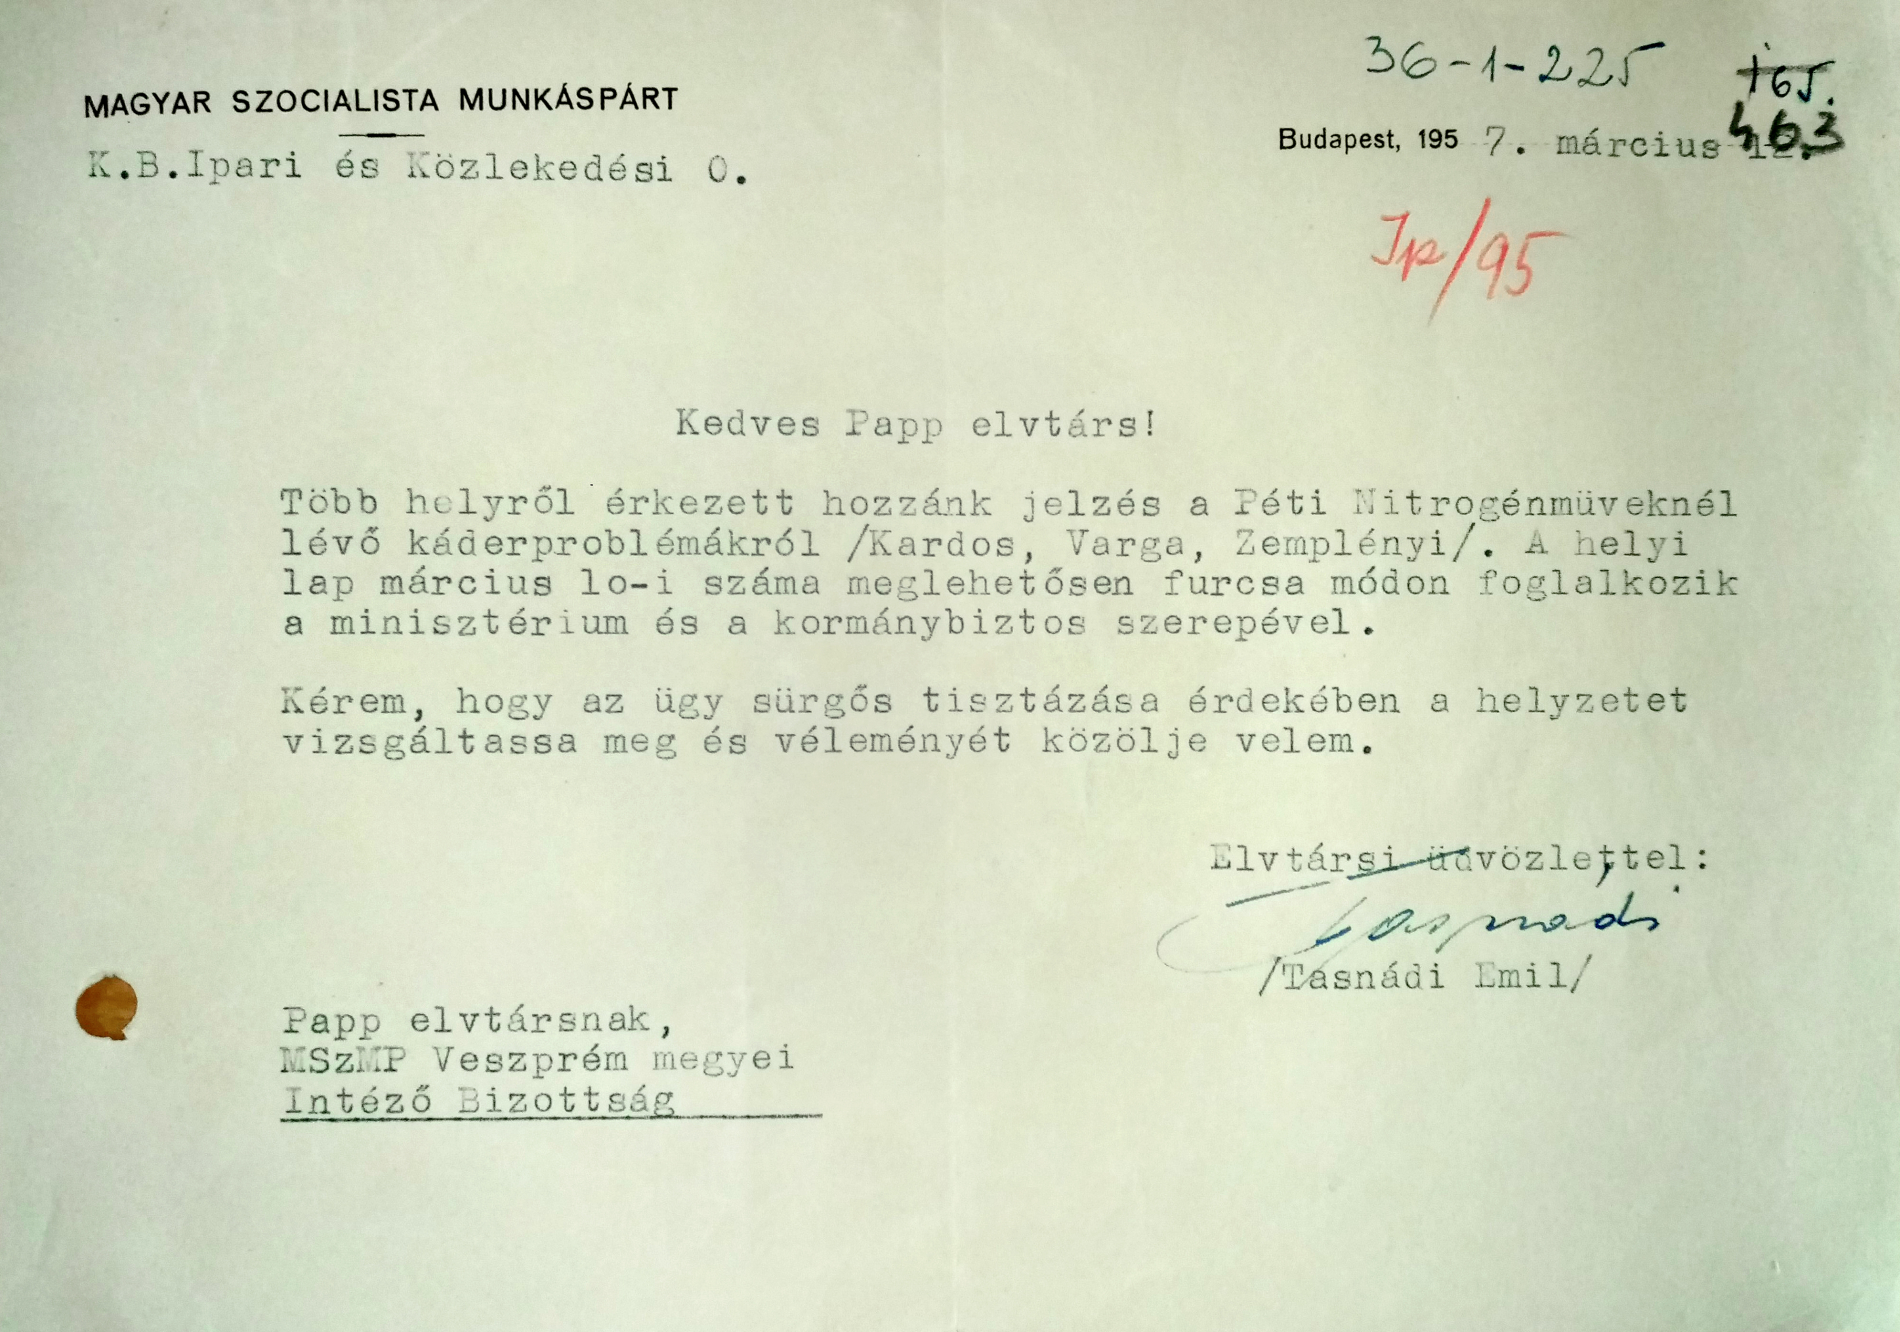 36-1-225
165.
463
MAGYAR SZOCIALISTA MUNKÁSPÁRT
K.B.Ipari és Közlekedési O.
Budapest, 195 7. március 12.
Ip/95
Kedves Papp elvtárs!
Több helyről érkezett hozzánk jelzés a Péti Nitrogénmüveknél
lévő káderproblémákról /Kardos, Varga, Zemplényi/. A helyi
lap március lo-i száma meglehetősen furcsa módon foglalkozik
a minisztérium és a kormánybiztos szerepével.
Kérem, hogy az ügy sürgős tisztázása érdekében a helyzetet
vizsgáltassa meg és véleményét közölje velem.
Elvtársi üdvözlettel:
Tasnádi
/Tasnádi Emil/
Papp elvtársnak,
MSzMP Veszprém megyei
Intéző Bizottság